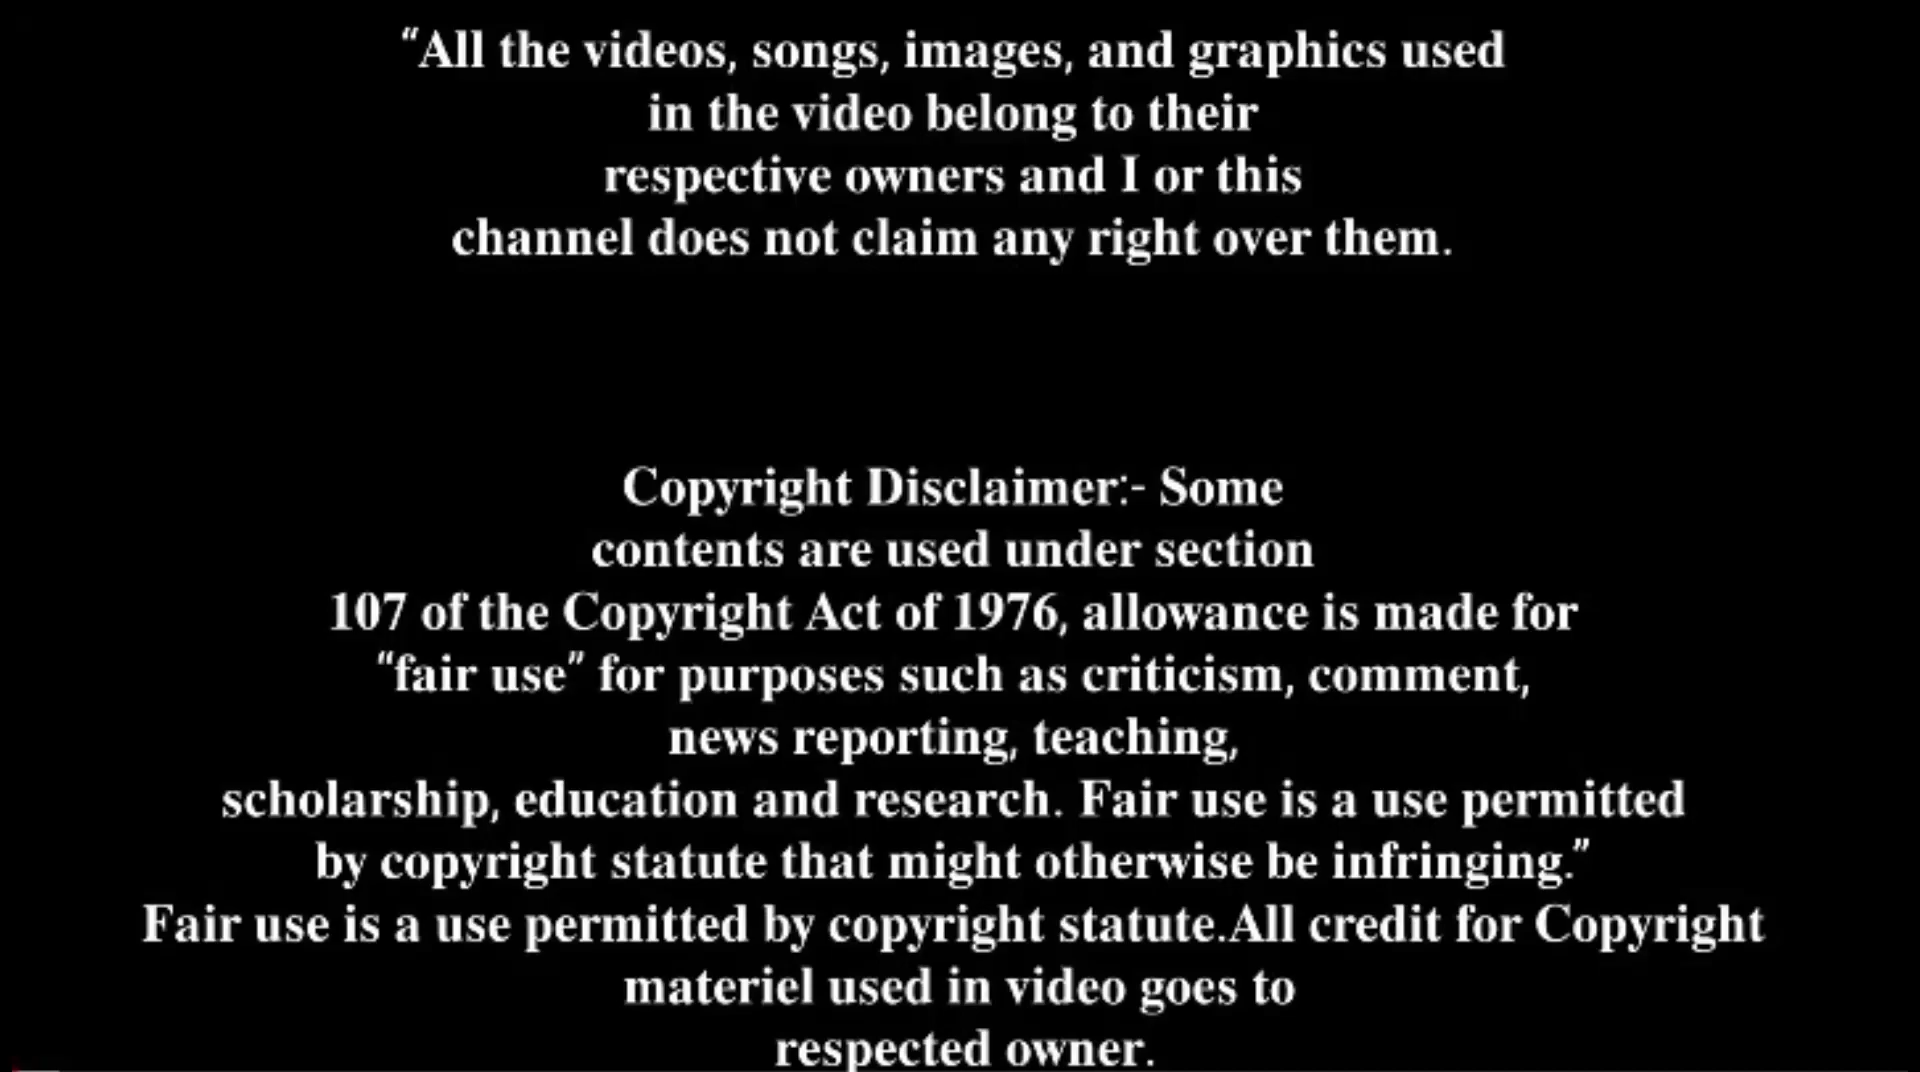 "All the videos, songs, images, and graphics used
in the video belong to their
respective owners and I or this
channel does not claim any right over them.
Copyright Disclaimer:- Some
contents are used under section
107 of the Copyright Act of 1976, allowance is made for
"fair use" for purposes such as criticism, comment,
news reporting, teaching,
scholarship, education and research. Fair use is a use permitted
by copyright statute that might otherwise be infringing."
Fair use is a use permitted by copyright statute.All credit for Copyright
materiel used in video goes to
respected owner.